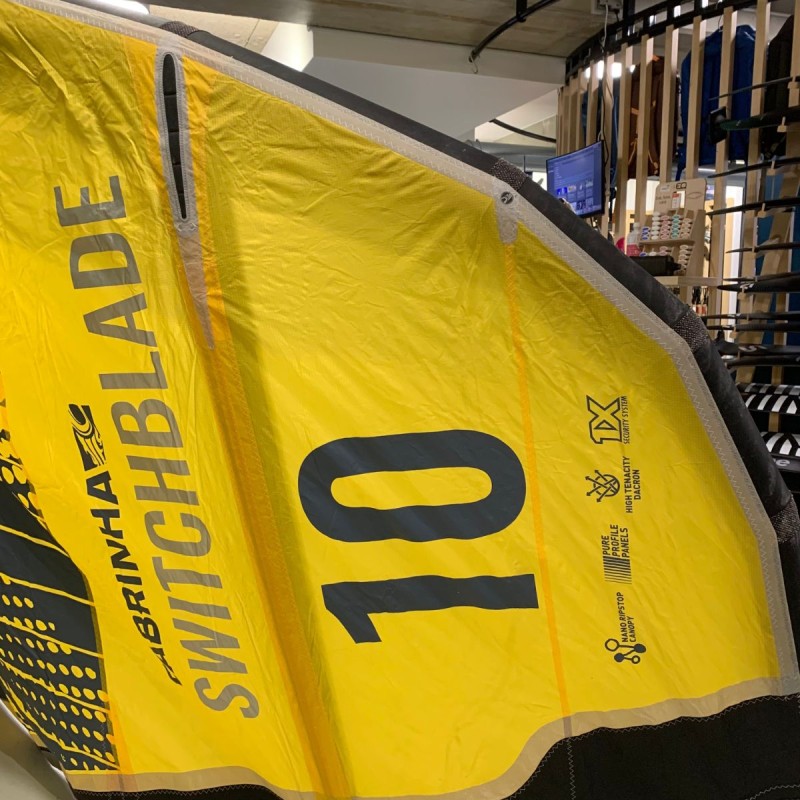 CABRINHA
SWITCHBLADE
10
NANO RIPSTOP
CANOPY
PURE
PROFILE
PANELS
HIGH TENACITY
DACRON
1X
SECURITY SYSTEM